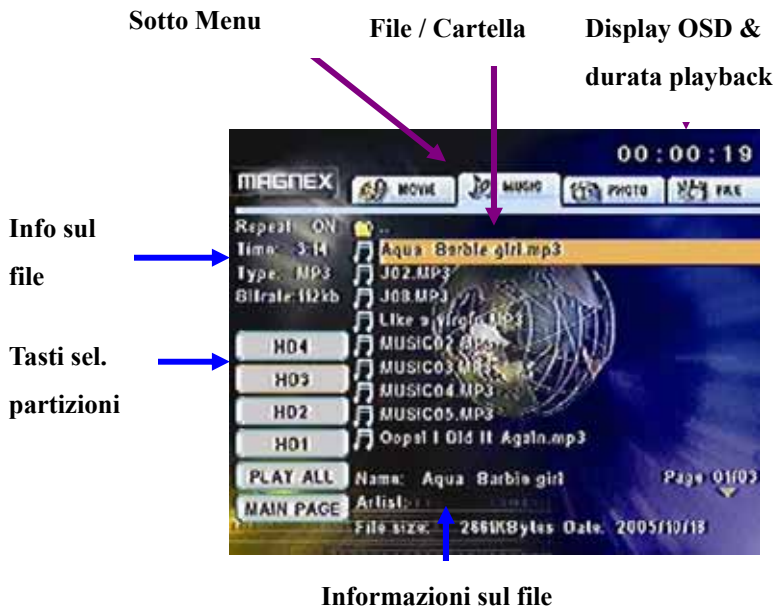 Sotto Menu
File / Cartella
Display OSD &
durata playback
00:00:19
MAGNEX
MOVIE
MUSIC
PHOTO
FILE
Info sul
file
Repeat: ON
Time: 3:14
Type: MP3
Bitrate: 112kb
..
Aqua Barbie girl.mp3
J02.MP3
J08.MP3
Like a virgin.MP3
MUSIC02.MP3
MUSIC03.MP3
MUSIC04.MP3
MUSIC05.MP3
Oops! I Did It Again.mp3
Tasti sel.
partizioni
HD4
HD3
HD2
HD1
PLAY ALL
MAIN PAGE
Name: Aqua Barbie girl
Page 01/03
Artist:
File size: 2861KBytes Date: 2005/10/18
Informazioni sul file